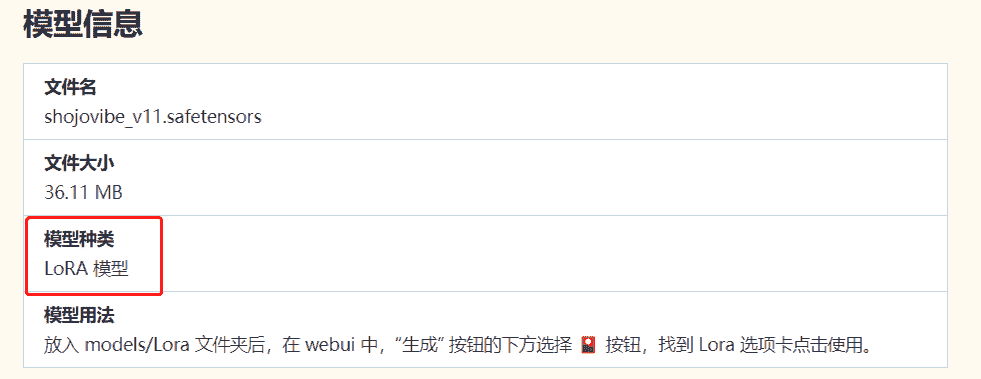 模型信息
文件名
shojovibe_v11.safetensors
文件大小
36.11 MB
模型种类
LoRA 模型
模型用法
放入 models/Lora 文件夹后，在 webui 中，“生成” 按钮的下方选择 🎴 按钮，找到 Lora 选项卡点击使用。